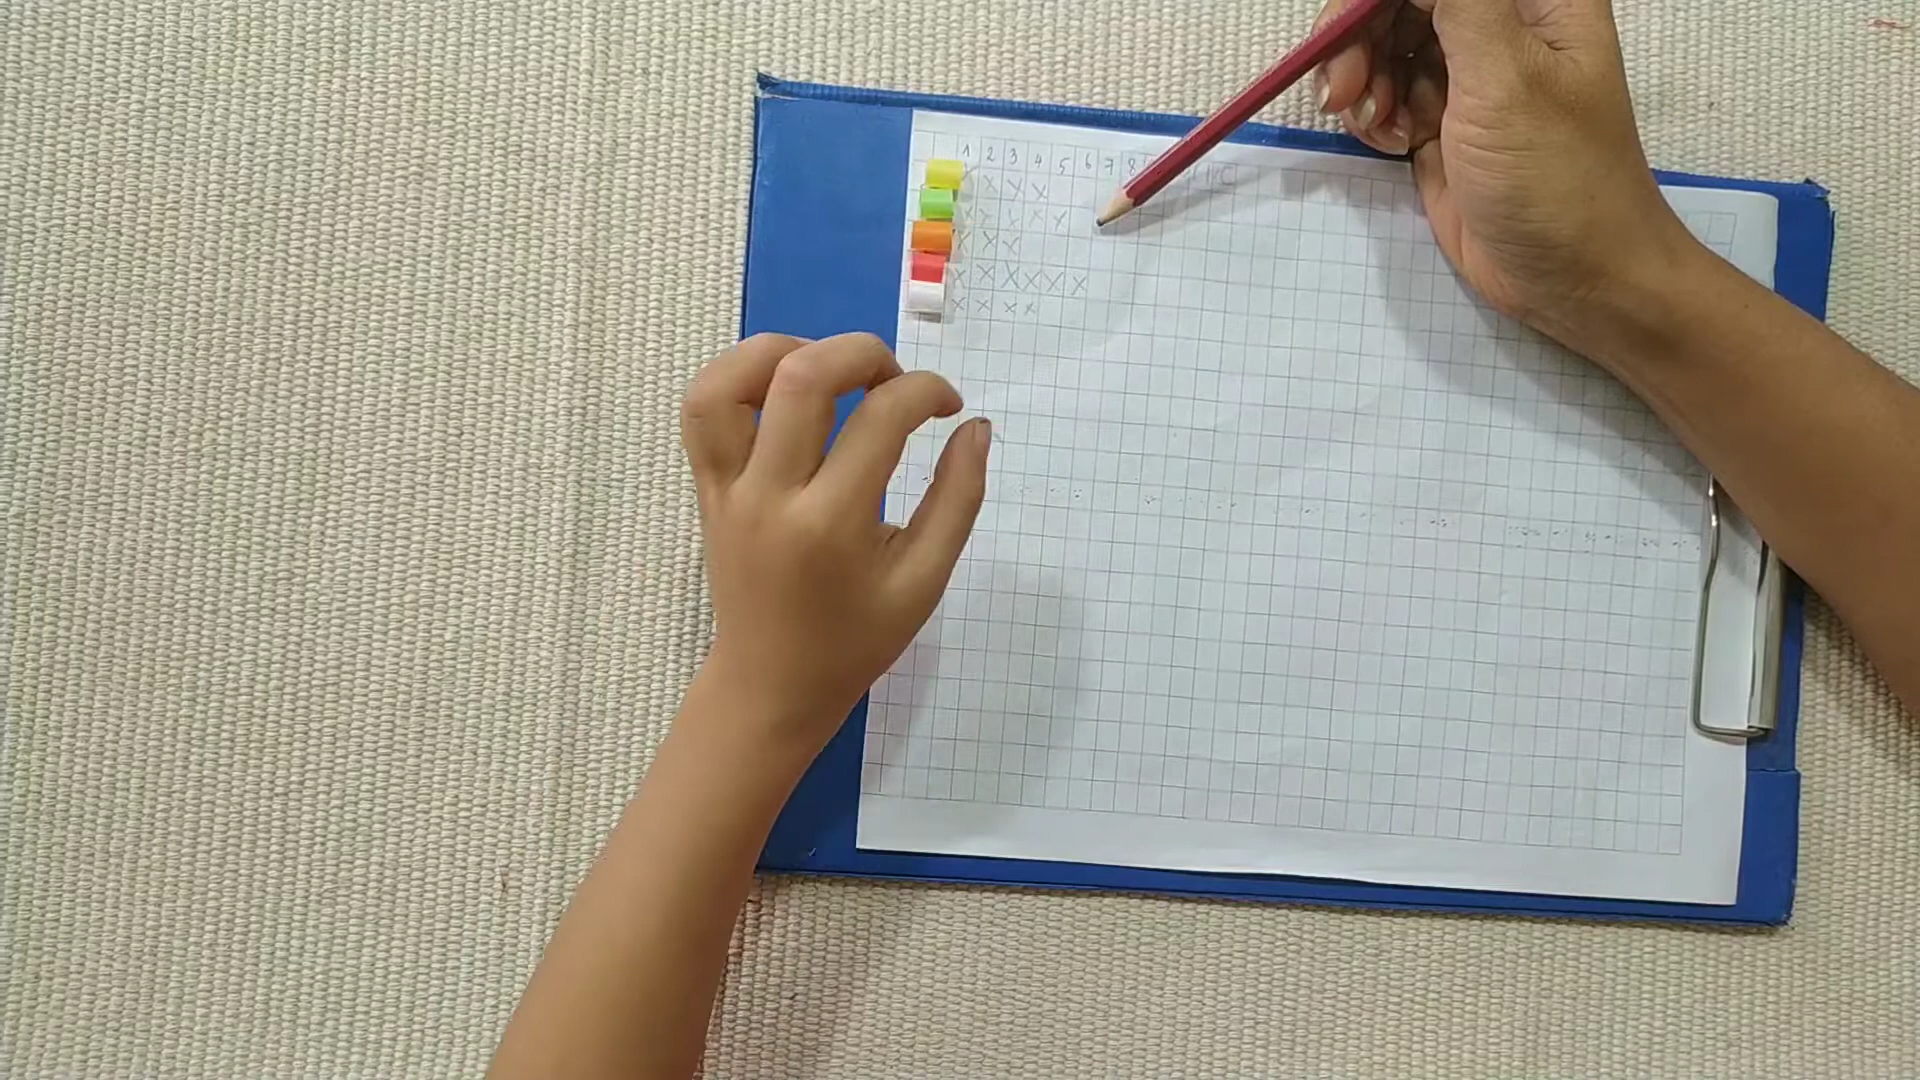 1 2 3 4 5 6 7 8
x x x x
x x x x x
x x x
x x x x x x
x x x x